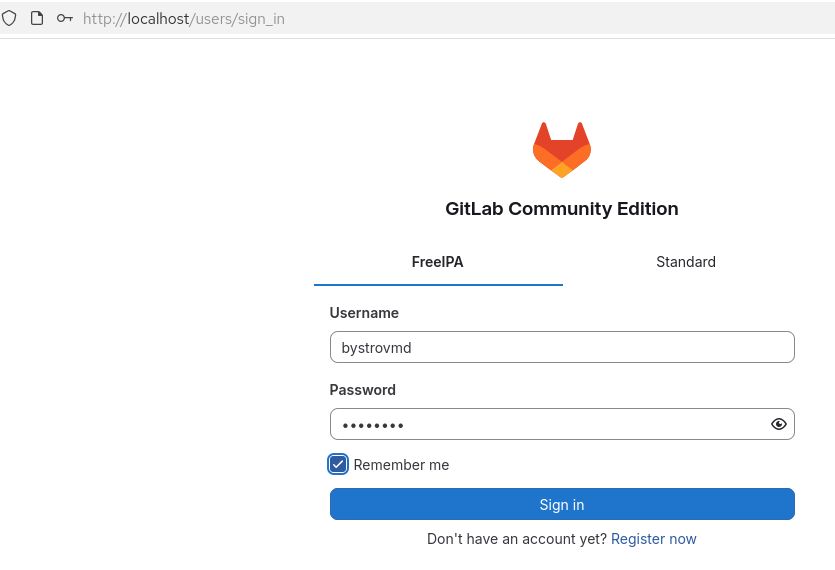 http://localhost/users/sign_in
GitLab Community Edition
FreeIPA Standard
Username
bystrovmd
Password
••••••••
Remember me
Sign in
Don't have an account yet? Register now